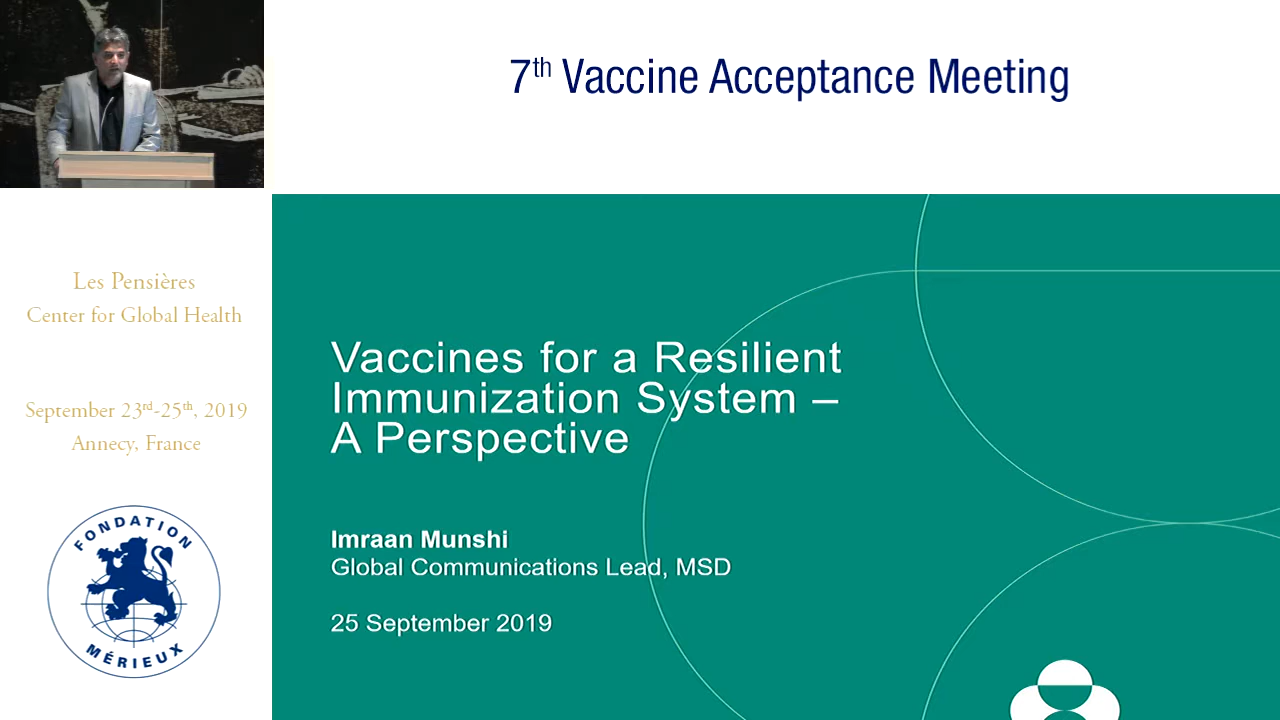 7th Vaccine Acceptance Meeting
Les Pensières
Center for Global Health
September 23rd-25th, 2019
Annecy, France
FONDATION
MÉRIEUX
Vaccines for a Resilient
Immunization System –
A Perspective
Imraan Munshi
Global Communications Lead, MSD
25 September 2019